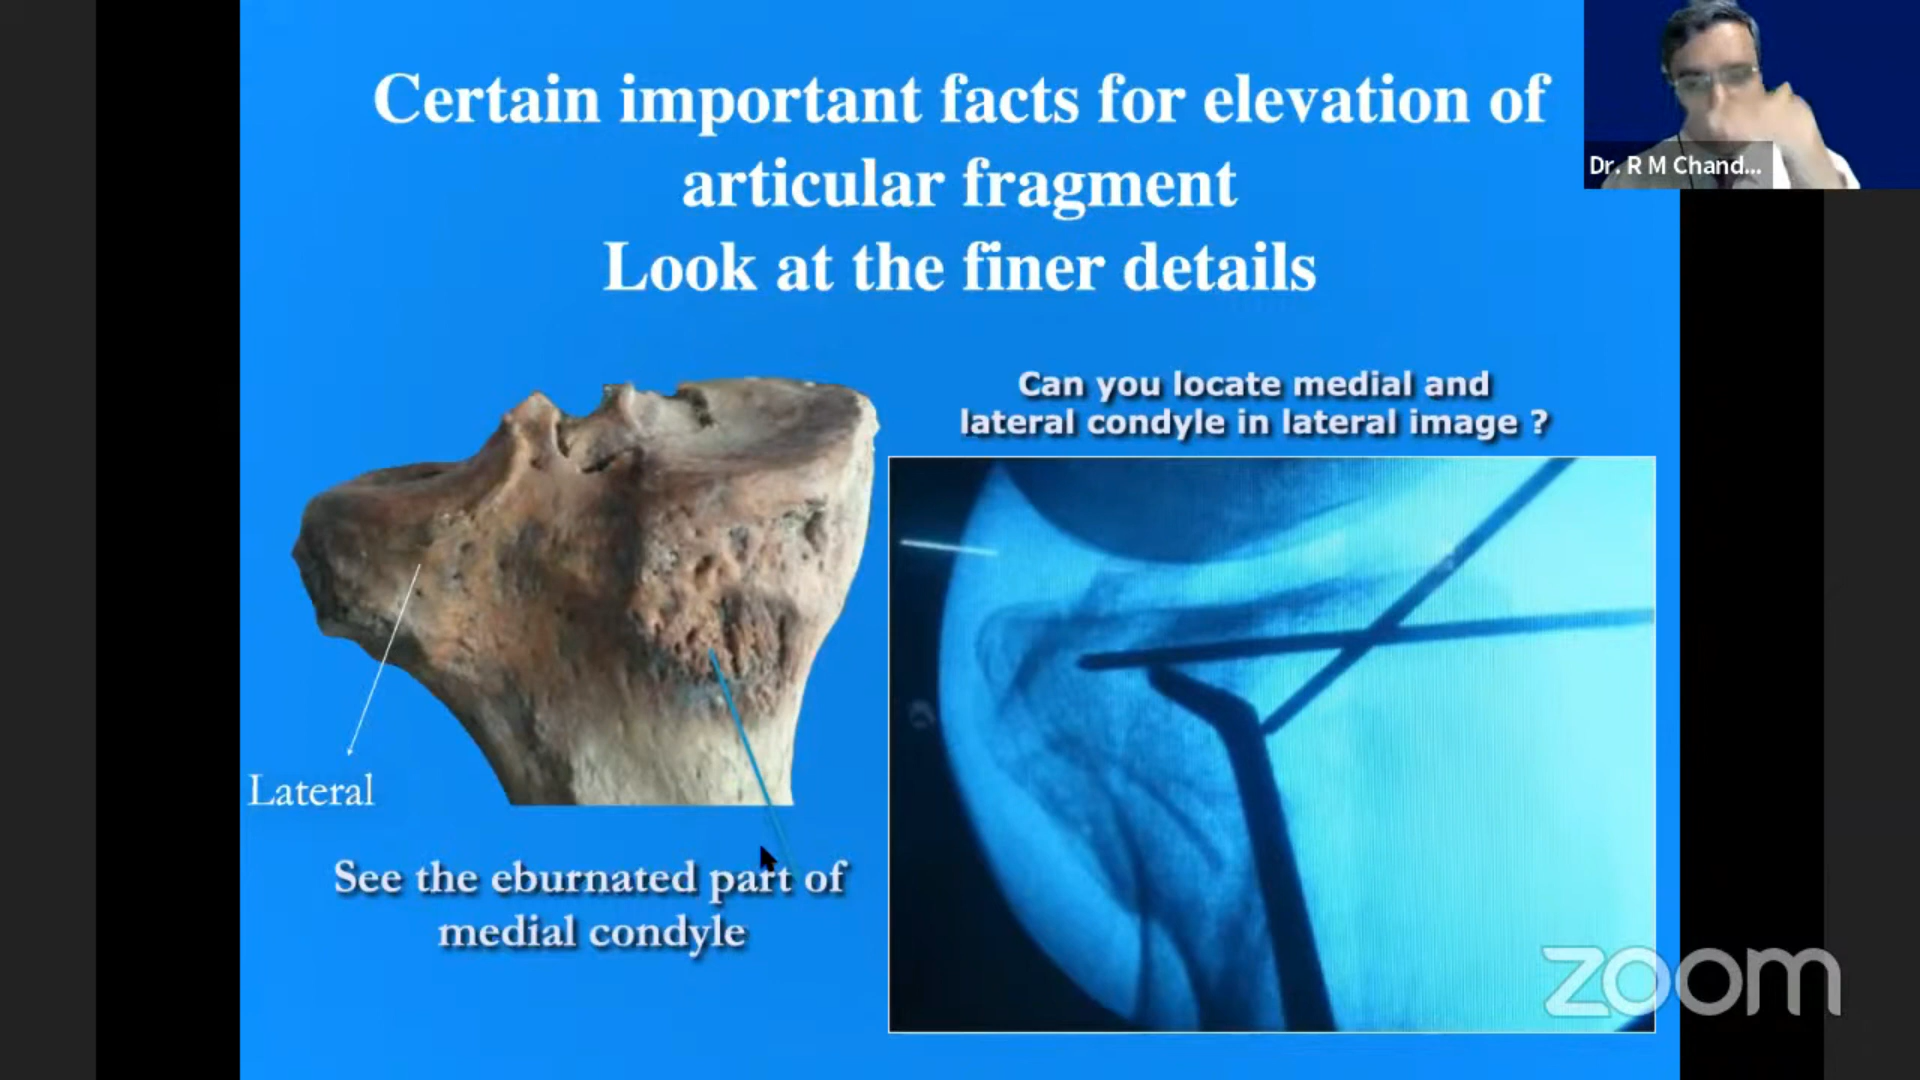 Certain important facts for elevation of
articular fragment
Look at the finer details
Dr. R M Chand...
Can you locate medial and
lateral condyle in lateral image ?
Lateral
See the eburnated part of
medial condyle
zoom